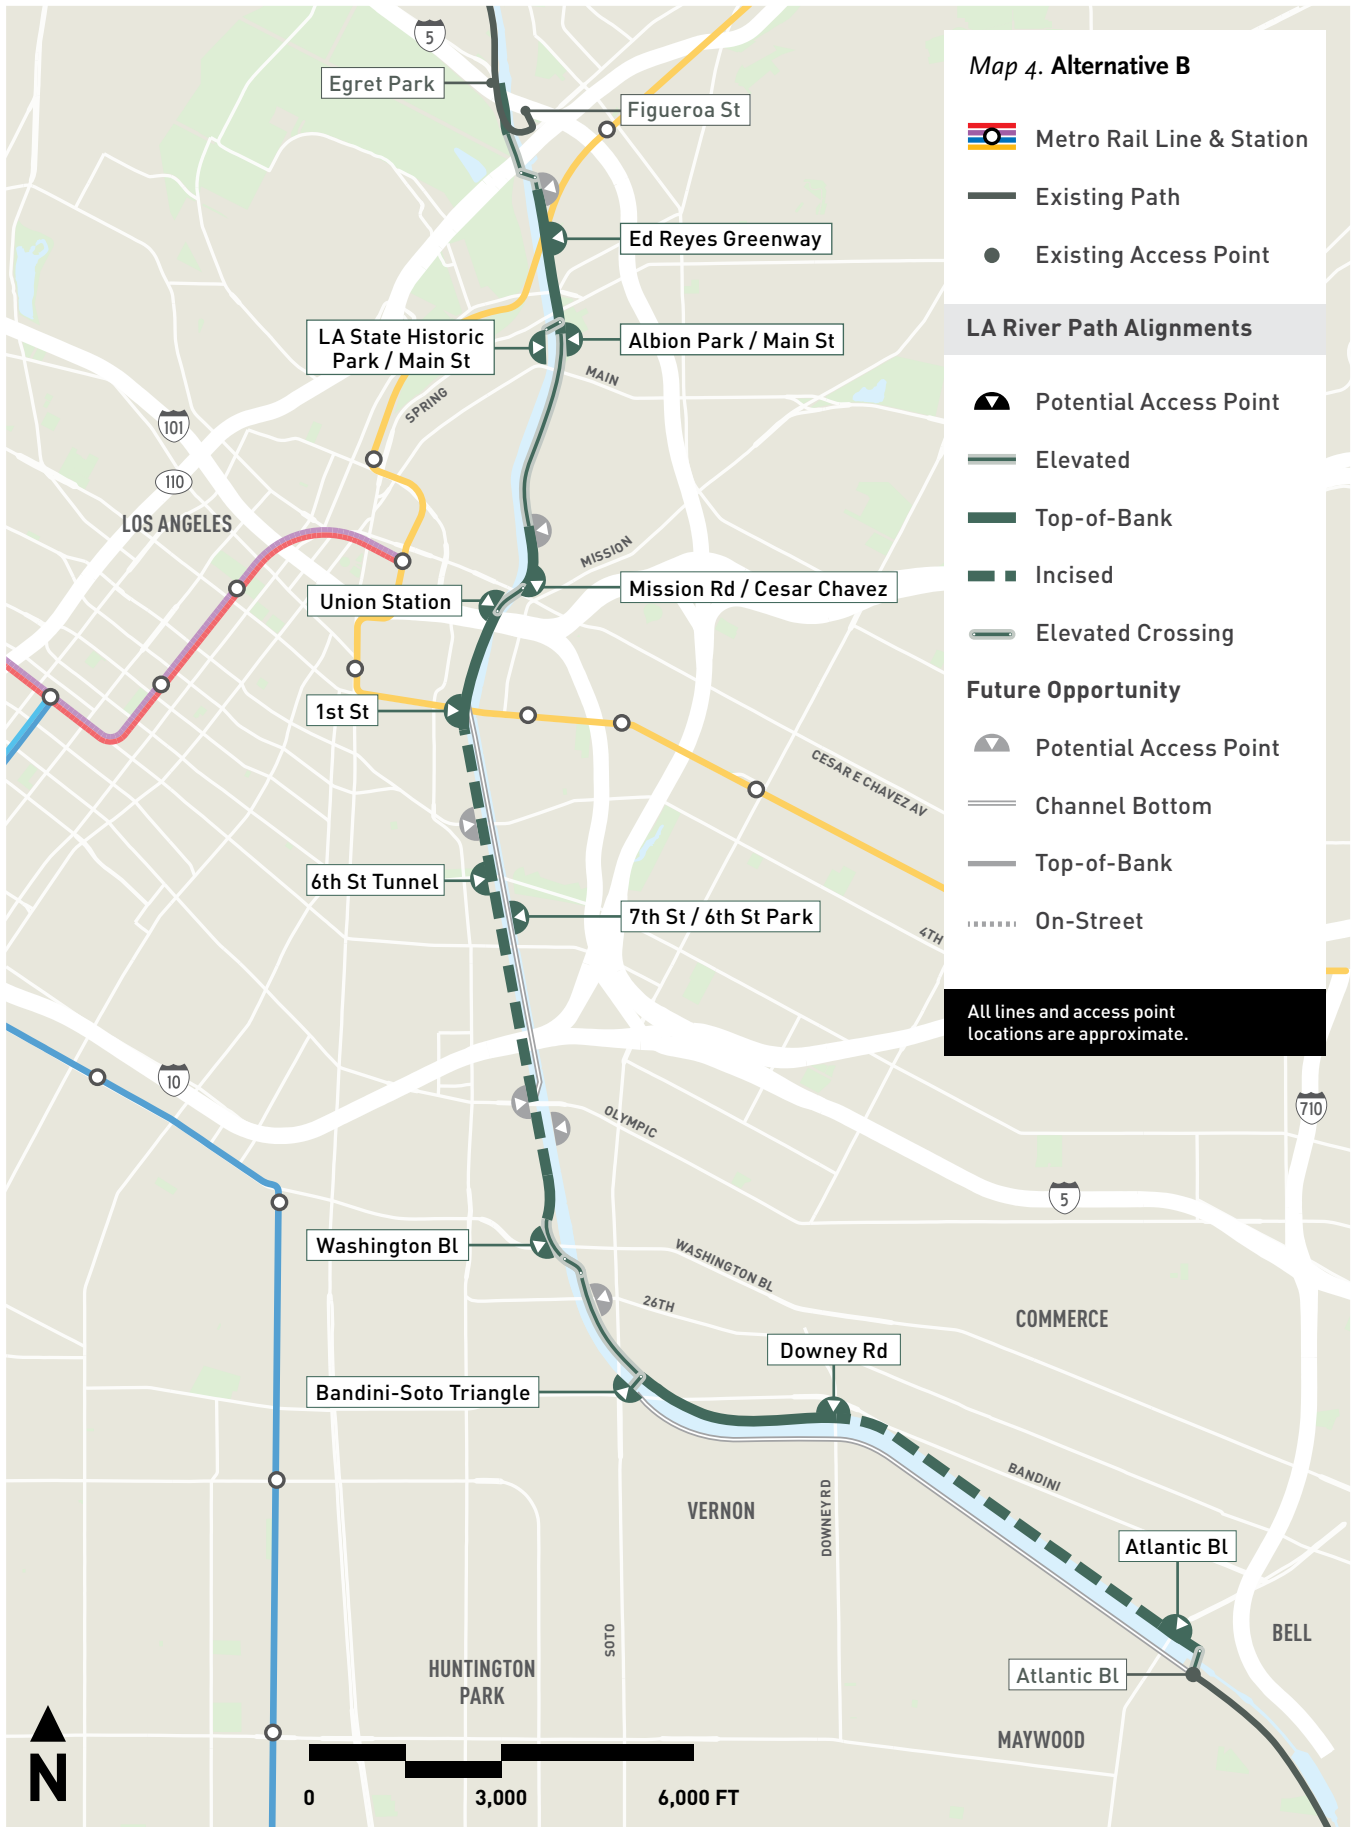 Map 4. Alternative B
Metro Rail Line & Station
Existing Path
Existing Access Point
LA River Path Alignments
Potential Access Point
Elevated
Top-of-Bank
Incised
Elevated Crossing
Future Opportunity
Potential Access Point
Channel Bottom
Top-of-Bank
On-Street
All lines and access point
locations are approximate.
5
Egret Park
Figueroa St
Ed Reyes Greenway
LA State Historic
Park / Main St
Albion Park / Main St
MAIN
SPRING
101
110
LOS ANGELES
MISSION
Union Station
Mission Rd / Cesar Chavez
1st St
CESAR E CHAVEZ AV
6th St Tunnel
7th St / 6th St Park
4TH
10
OLYMPIC
710
5
Washington Bl
WASHINGTON BL
26TH
COMMERCE
Downey Rd
Bandini-Soto Triangle
BANDINI
VERNON
DOWNEY RD
Atlantic Bl
SOTO
BELL
HUNTINGTON
PARK
Atlantic Bl
MAYWOOD
N
0
3,000
6,000 FT